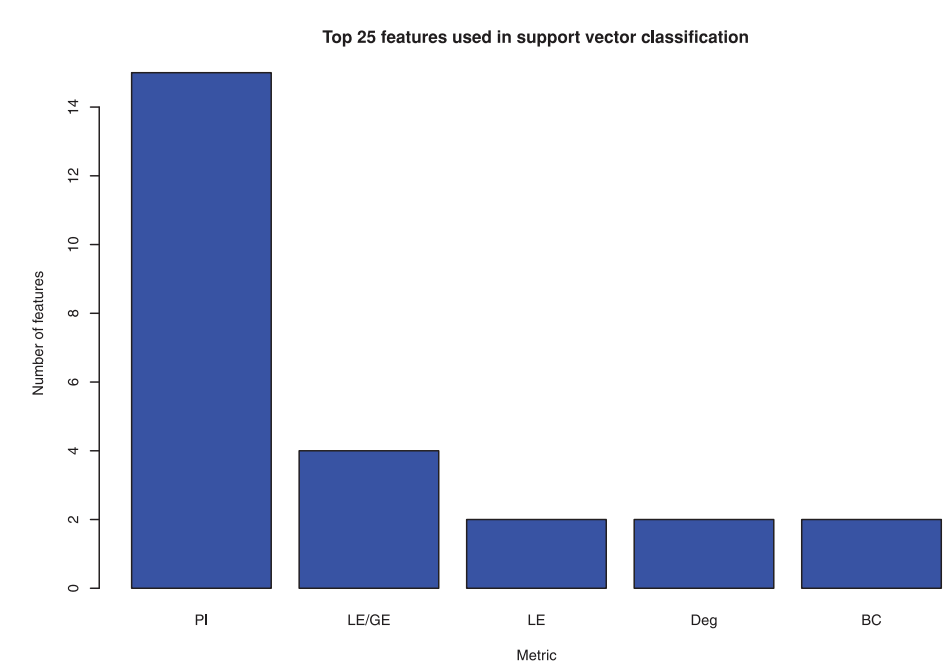 Top 25 features used in support vector classification
Number of features
14
12
10
8
6
4
2
0
PI
LE/GE
LE
Deg
BC
Metric